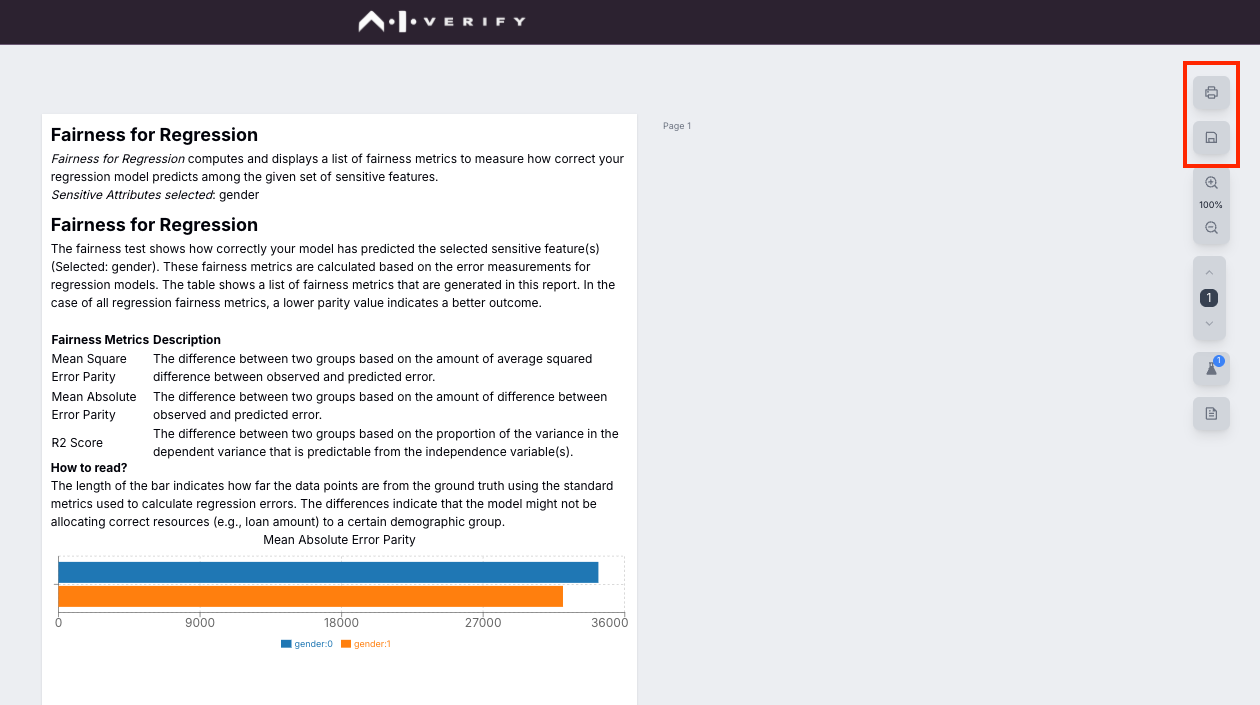 A.I. VERIFY
Fairness for Regression
Page 1
Fairness for Regression computes and displays a list of fairness metrics to measure how correct your
regression model predicts among the given set of sensitive features.
Sensitive Attributes selected: gender
Fairness for Regression
The fairness test shows how correctly your model has predicted the selected sensitive feature(s)
(Selected: gender). These fairness metrics are calculated based on the error measurements for
regression models. The table shows a list of fairness metrics that are generated in this report. In the
case of all regression fairness metrics, a lower parity value indicates a better outcome.
Fairness Metrics Description
Mean Square The difference between two groups based on the amount of average squared
Error Parity difference between observed and predicted error.
Mean Absolute The difference between two groups based on the amount of difference between
Error Parity observed and predicted error.
R2 Score The difference between two groups based on the proportion of the variance in the
dependent variance that is predictable from the independence variable(s).
How to read?
The length of the bar indicates how far the data points are from the ground truth using the standard
metrics used to calculate regression errors. The differences indicate that the model might not be
allocating correct resources (e.g., loan amount) to a certain demographic group.
Mean Absolute Error Parity
0 9000 18000 27000 36000
gender:0 gender:1
100%
1
1